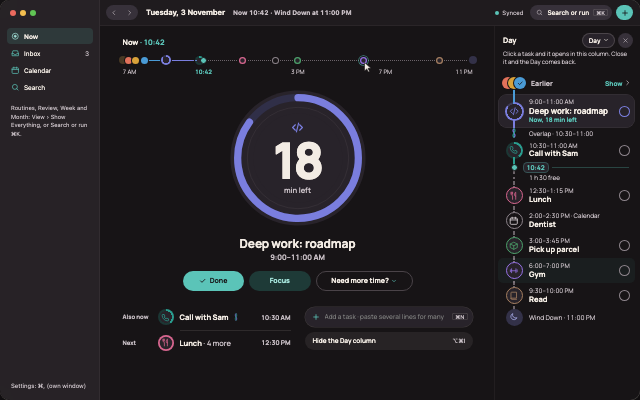 Now
Inbox 3
Calendar
Search
Routines, Review, Week and
Month: View › Show
Everything, or Search or run
⌘K.
Settings: ⌘, (own window)
Tuesday, 3 November Now 10:42 · Wind Down at 11:00 PM
Synced
Search or run ⌘K
Now · 10:42
7 AM 10:42 3 PM 7 PM 11 PM
18
min left
Deep work: roadmap
9:00–11:00 AM
Done
Focus
Need more time?
Also now Call with Sam 10:30 AM
Next Lunch · 4 more 12:30 PM
Add a task · paste several lines for many ⌘N
Hide the Day column ⌥⌘I
Day
Day
Click a task and it opens in this column. Close
it and the Day comes back.
Earlier Show
9:00–11:00 AM
Deep work: roadmap
Now, 18 min left
Overlap · 10:30–11:00
10:30–11:00 AM
Call with Sam
10:42
1 h 30 free
12:30–1:15 PM
Lunch
2:00–2:30 PM · Calendar
Dentist
3:00–3:45 PM
Pick up parcel
6:00–7:00 PM
Gym
9:30–10:00 PM
Read
Wind Down · 11:00 PM